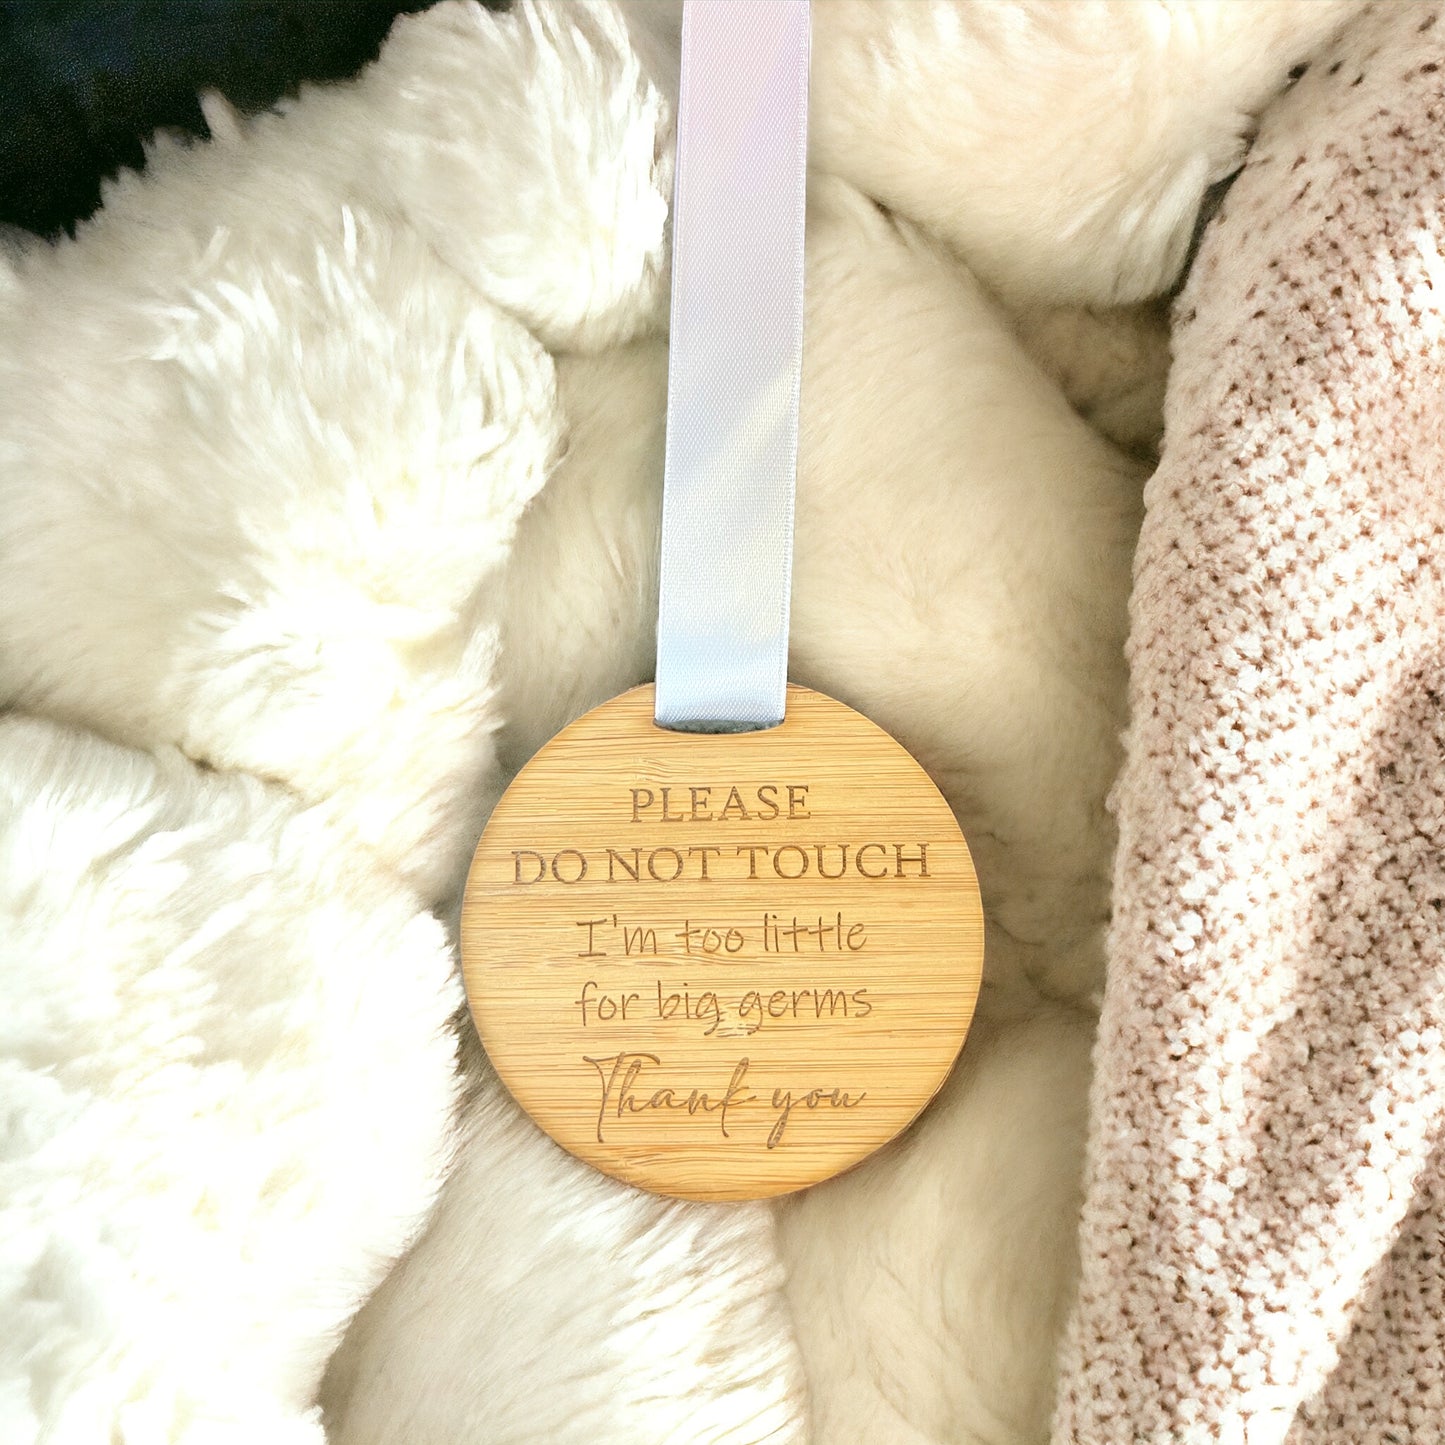 PLEASE
DO NOT TOUCH
I'm too little
for big germs
Thank you